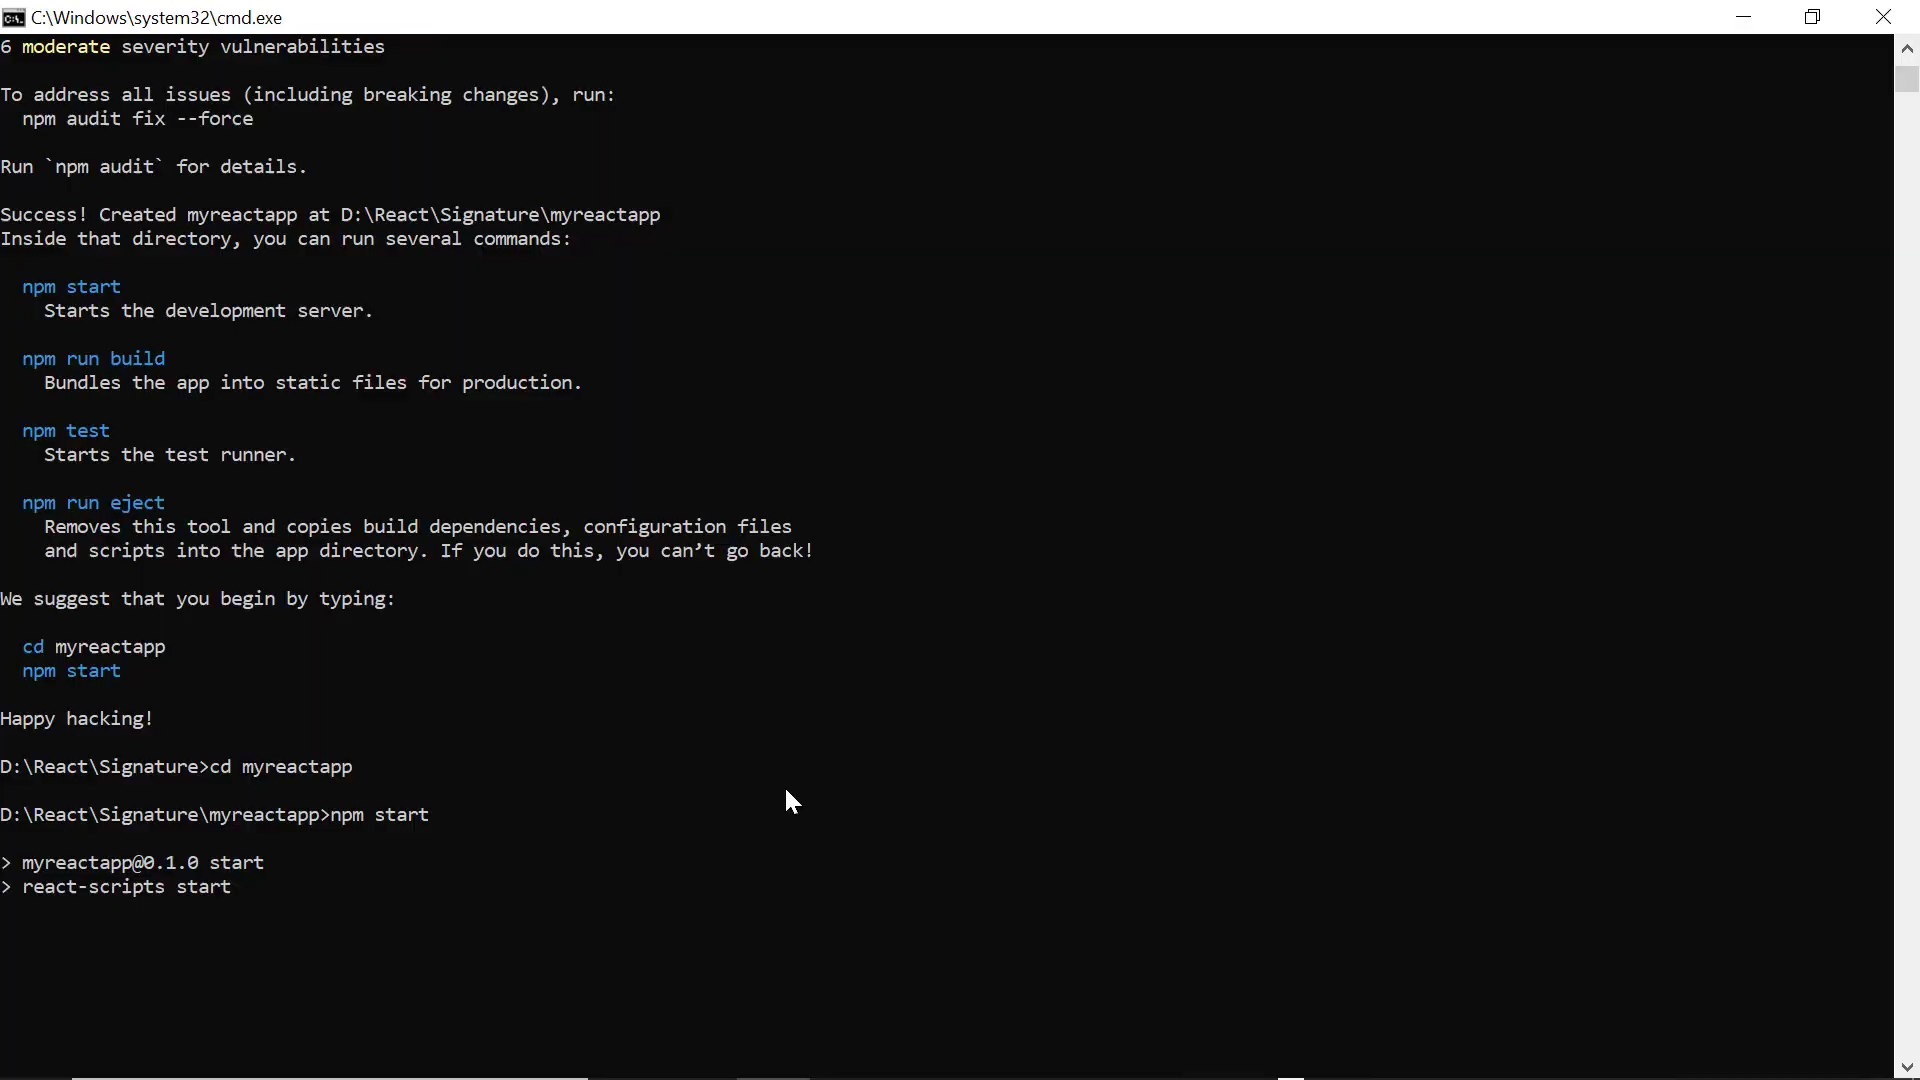 C:\Windows\system32\cmd.exe
6 moderate severity vulnerabilities
To address all issues (including breaking changes), run:
npm audit fix --force
Run `npm audit` for details.
Success! Created myreactapp at D:\React\Signature\myreactapp
Inside that directory, you can run several commands:
npm start
Starts the development server.
npm run build
Bundles the app into static files for production.
npm test
Starts the test runner.
npm run eject
Removes this tool and copies build dependencies, configuration files
and scripts into the app directory. If you do this, you can’t go back!
We suggest that you begin by typing:
cd myreactapp
npm start
Happy hacking!
D:\React\Signature>cd myreactapp
D:\React\Signature\myreactapp>npm start
> myreactapp@0.1.0 start
> react-scripts start